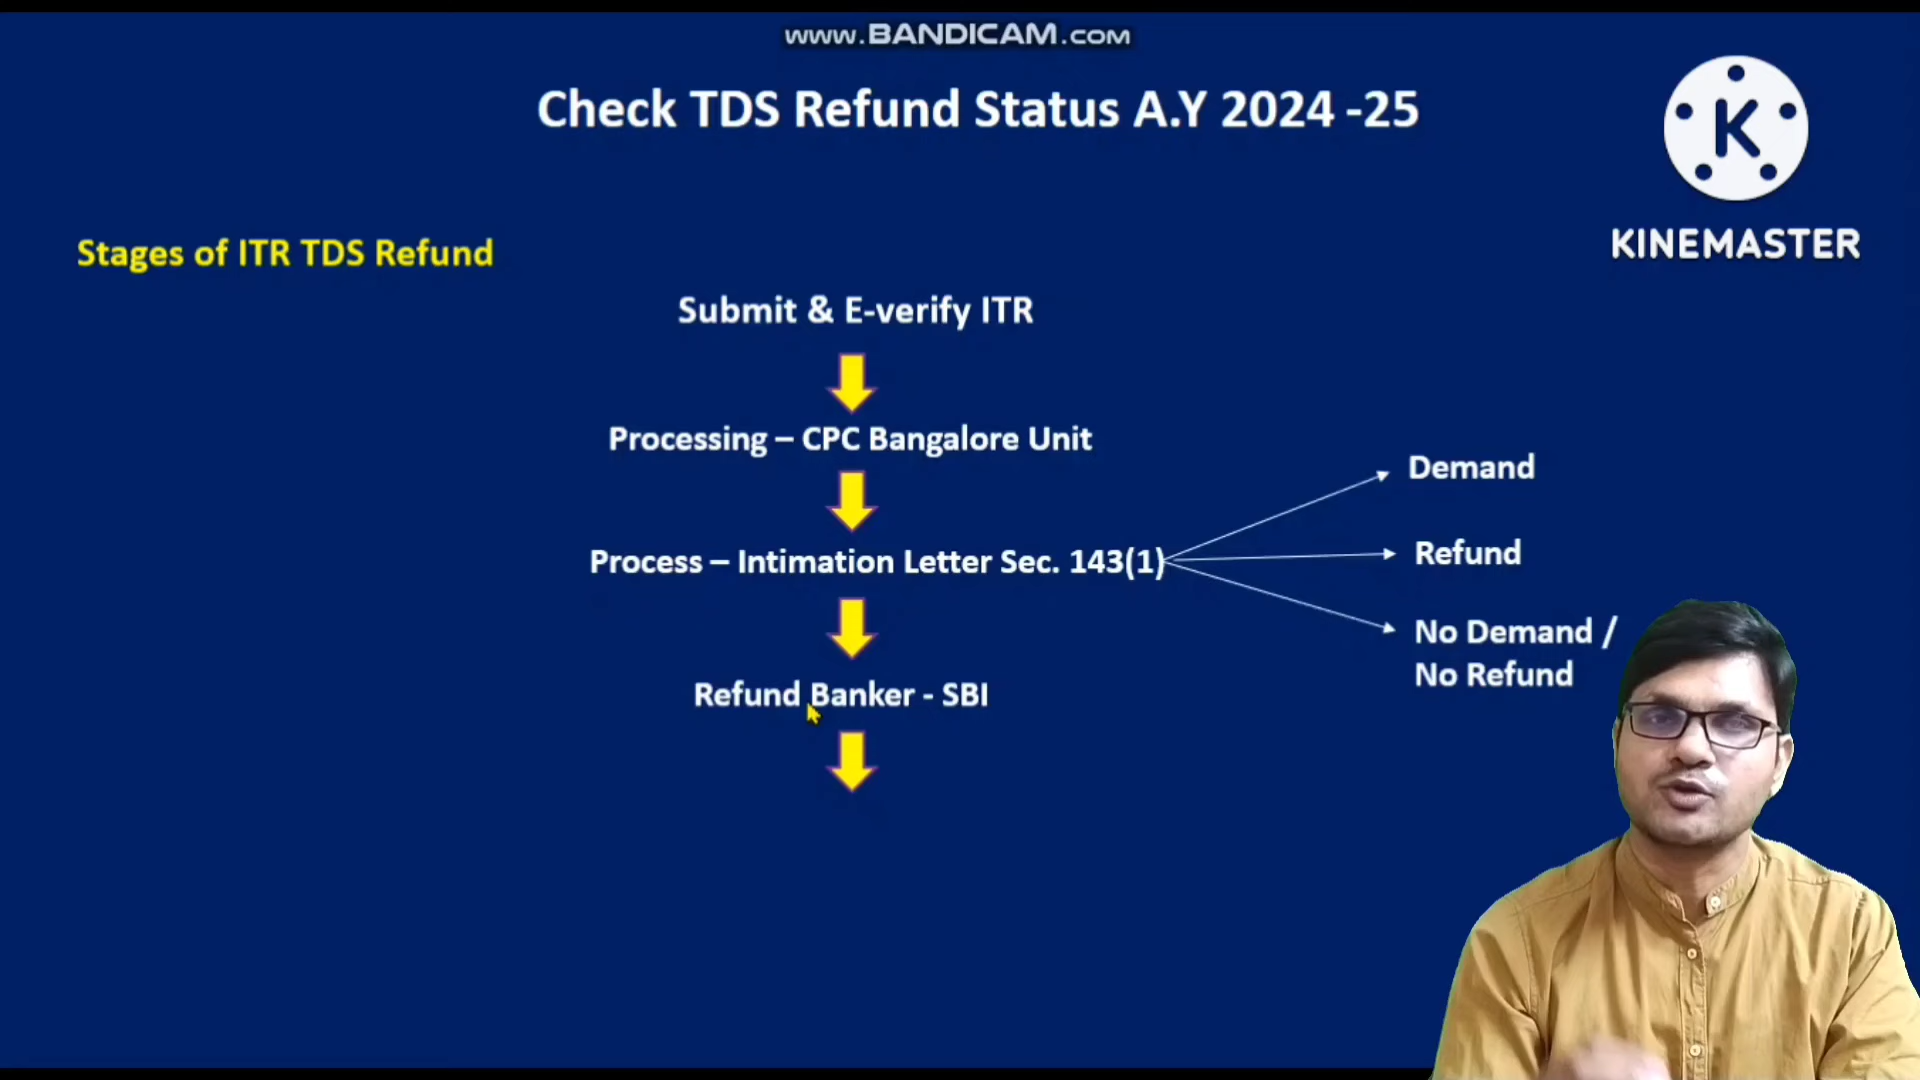 www.BANDICAM.com
Check TDS Refund Status A.Y 2024 -25
K
KINEMASTER
Stages of ITR TDS Refund
Submit & E-verify ITR
Processing – CPC Bangalore Unit
Process – Intimation Letter Sec. 143(1)
Demand
Refund
No Demand /
No Refund
Refund Banker - SBI